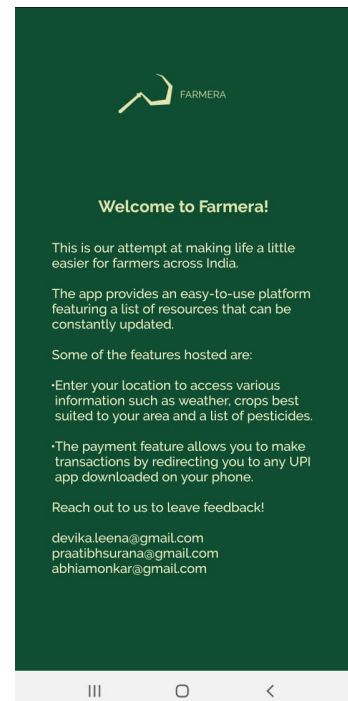 FARMERA
Welcome to Farmera!
This is our attempt at making life a little
easier for farmers across India.
The app provides an easy-to-use platform
featuring a list of resources that can be
constantly updated.
Some of the features hosted are:
•Enter your location to access various
information such as weather, crops best
suited to your area and a list of pesticides.
•The payment feature allows you to make
transactions by redirecting you to any UPI
app downloaded on your phone.
Reach out to us to leave feedback!
devika.leena@gmail.com
praatibhsurana@gmail.com
abhiamonkar@gmail.com